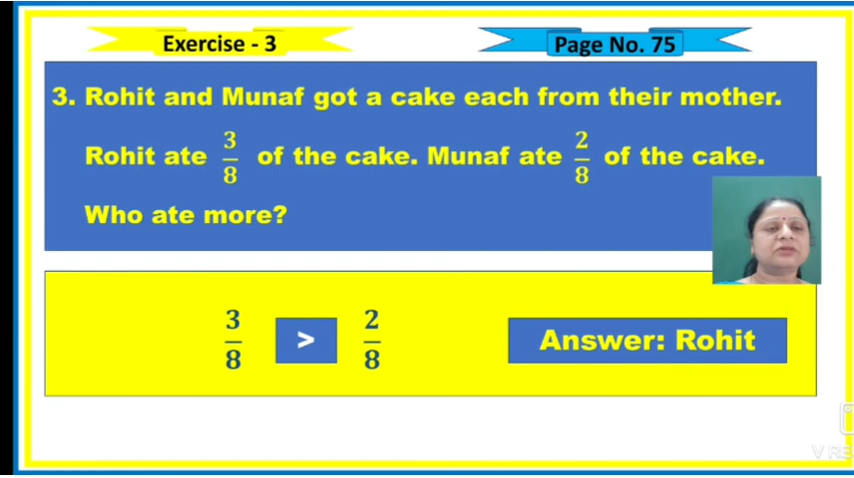 Exercise - 3
Page No. 75
3. Rohit and Munaf got a cake each from their mother.
Rohit ate 3/8 of the cake. Munaf ate 2/8 of the cake.
Who ate more?
3/8 > 2/8
Answer: Rohit